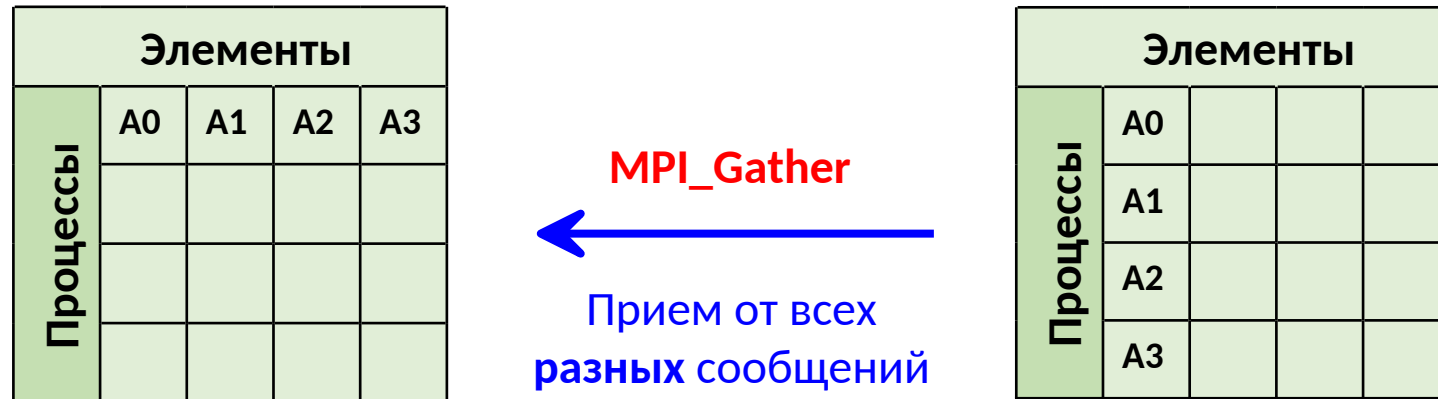 Элементы
Процессы
A0 A1 A2 A3
MPI_Gather
Прием от всех
разных сообщений
Элементы
Процессы
A0
A1
A2
A3